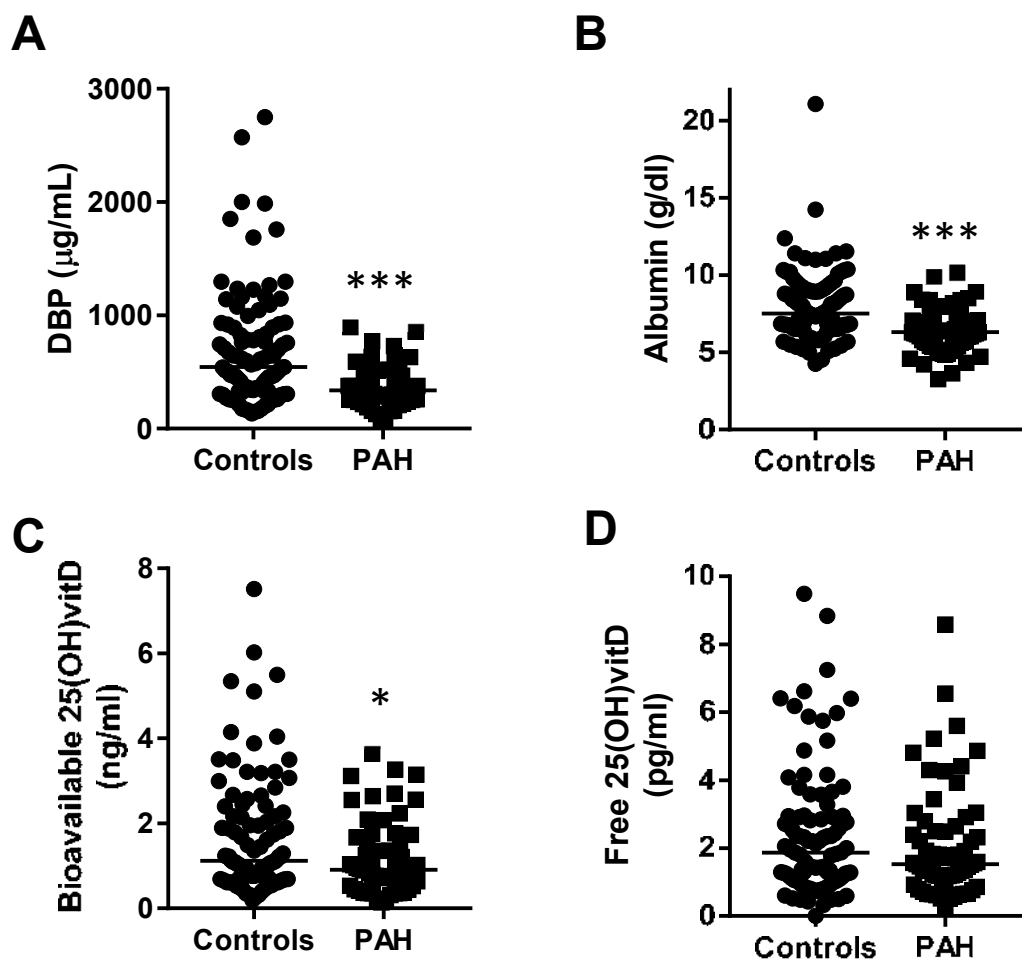 A
DBP (μg/mL)
3000
2000
1000
0
***
Controls PAH
B
Albumin (g/dl)
20
15
10
5
0
***
Controls PAH
C
Bioavailable 25(OH)vitD
(ng/ml)
8
6
4
2
0
*
Controls PAH
D
Free 25(OH)vitD
(pg/ml)
10
8
6
4
2
0
Controls PAH